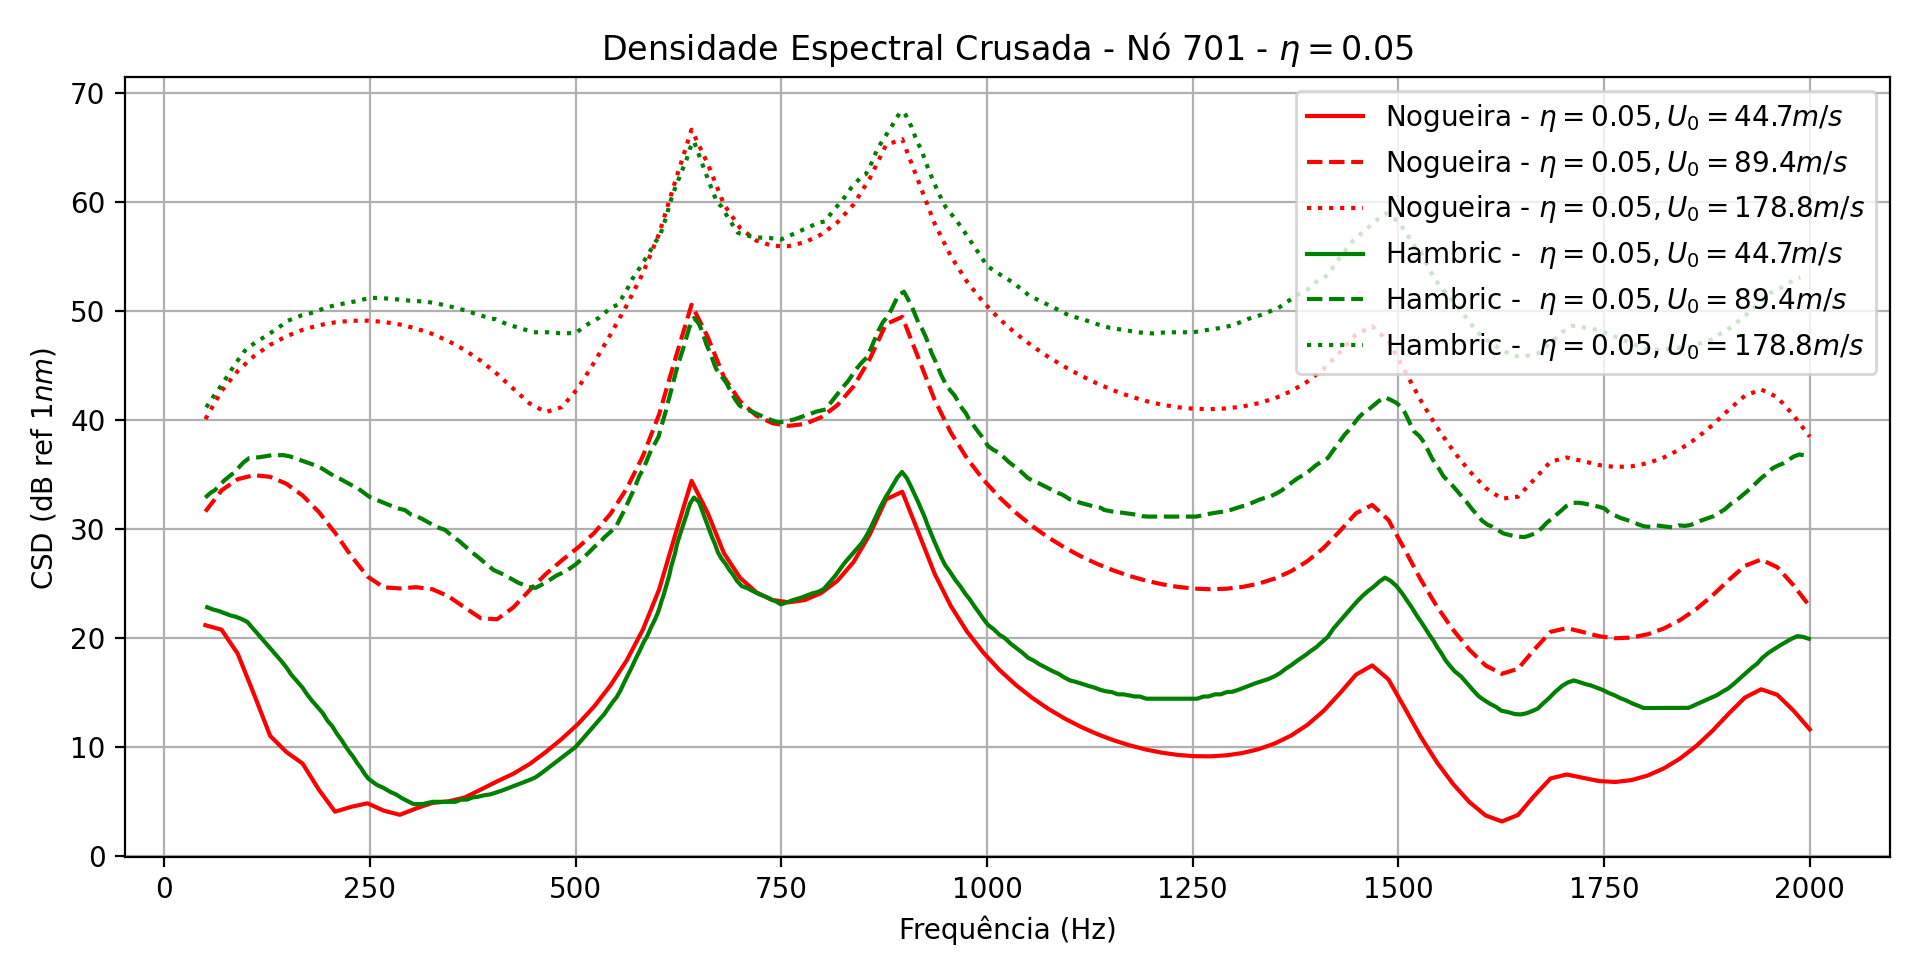 Densidade Espectral Crusada - Nó 701 - η = 0.05
CSD (dB ref 1nm)
70
60
50
40
30
20
10
0
Nogueira - η = 0.05, U₀ = 44.7m/s
Nogueira - η = 0.05, U₀ = 89.4m/s
Nogueira - η = 0.05, U₀ = 178.8m/s
Hambric - η = 0.05, U₀ = 44.7m/s
Hambric - η = 0.05, U₀ = 89.4m/s
Hambric - η = 0.05, U₀ = 178.8m/s
0 250 500 750 1000 1250 1500 1750 2000
Frequência (Hz)